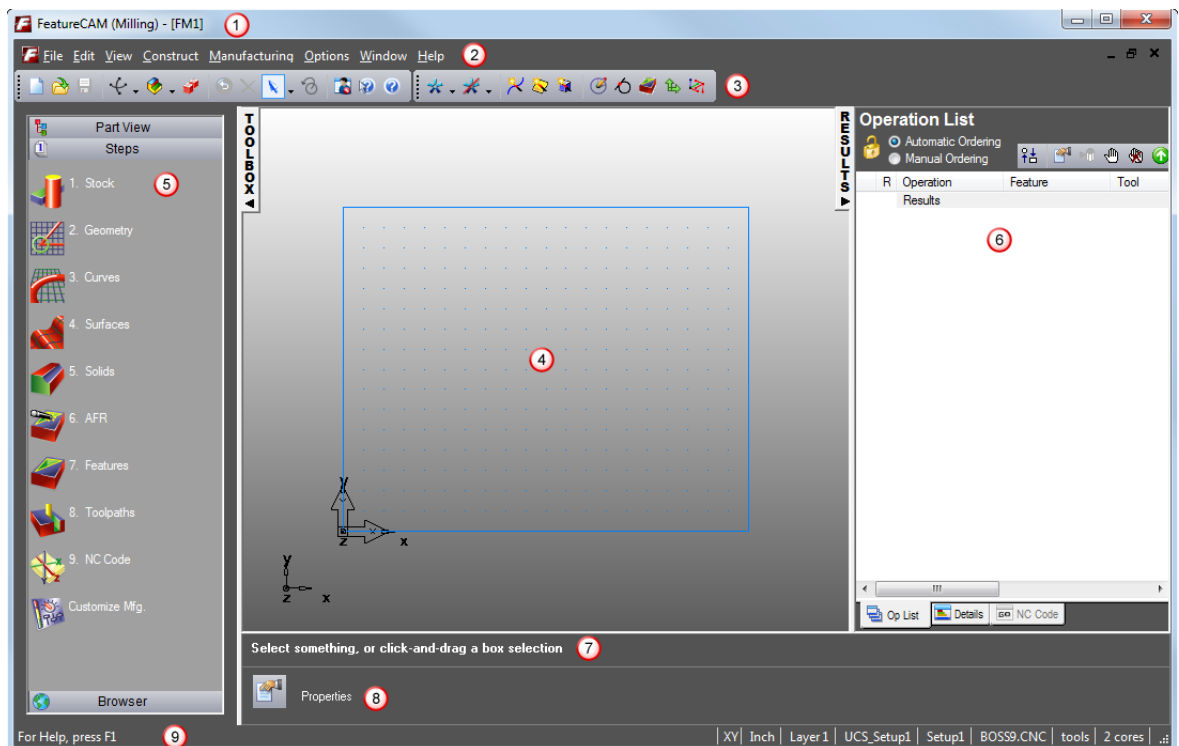 FeatureCAM (Milling) - [FM1] 1
File Edit View Construct Manufacturing Options Window Help 2
3
Part View
Steps
1. Stock 5
2. Geometry
3. Curves
4. Surfaces
5. Solids
6. AFR
7. Features
8. Toolpaths
9. NC Code
Customize Mfg.
Browser
TOOLBOX
4
y
z x
y
z x
RESULTS
Operation List
Automatic Ordering
Manual Ordering
R Operation Feature Tool
Results
6
Op List Details GO NC Code
Select something, or click-and-drag a box selection 7
Properties 8
For Help, press F1 9
XY Inch Layer1 UCS_Setup1 Setup1 BOSS9.CNC tools 2 cores